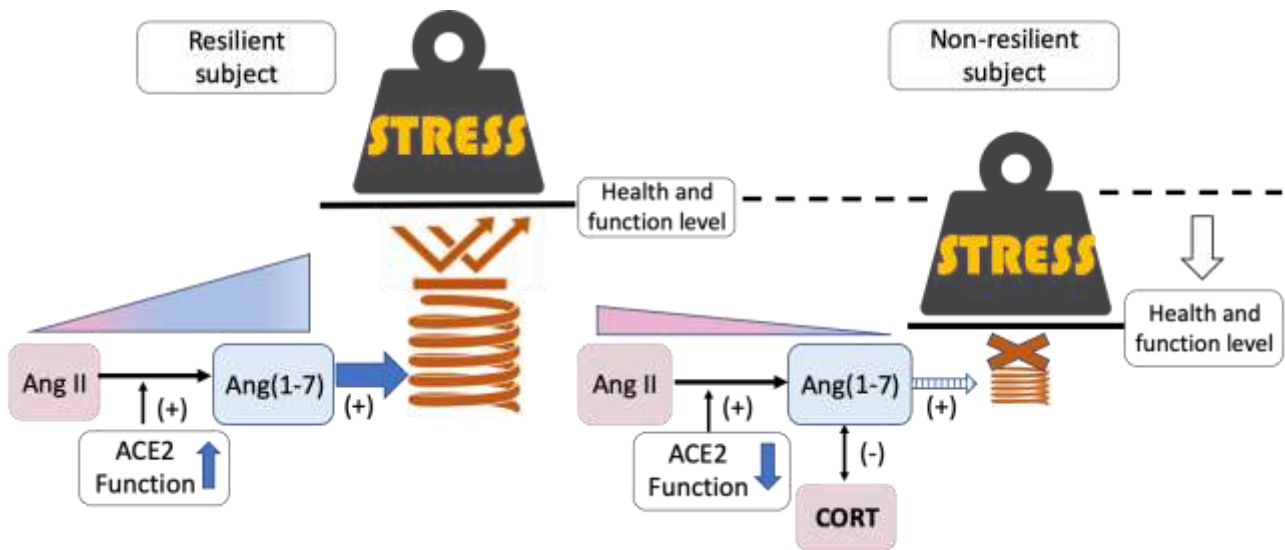 Resilient
subject
STRESS
Health and
function level
Ang II
(+)
Ang(1-7)
(+)
ACE2
Function
Non-resilient
subject
STRESS
Health and
function level
Ang II
(+)
Ang(1-7)
(+)
ACE2
Function
(-)
CORT